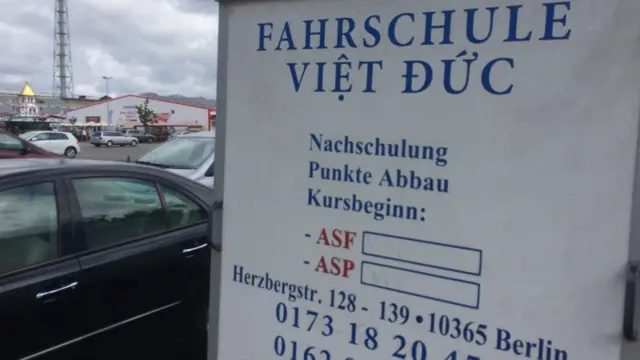 FAHRSCHULE
VIỆT ĐỨC
Nachschulung
Punkte Abbau
Kursbeginn:
- ASF
- ASP
Herzbergstr. 128 - 139 • 10365 Berlin
0173 18 20